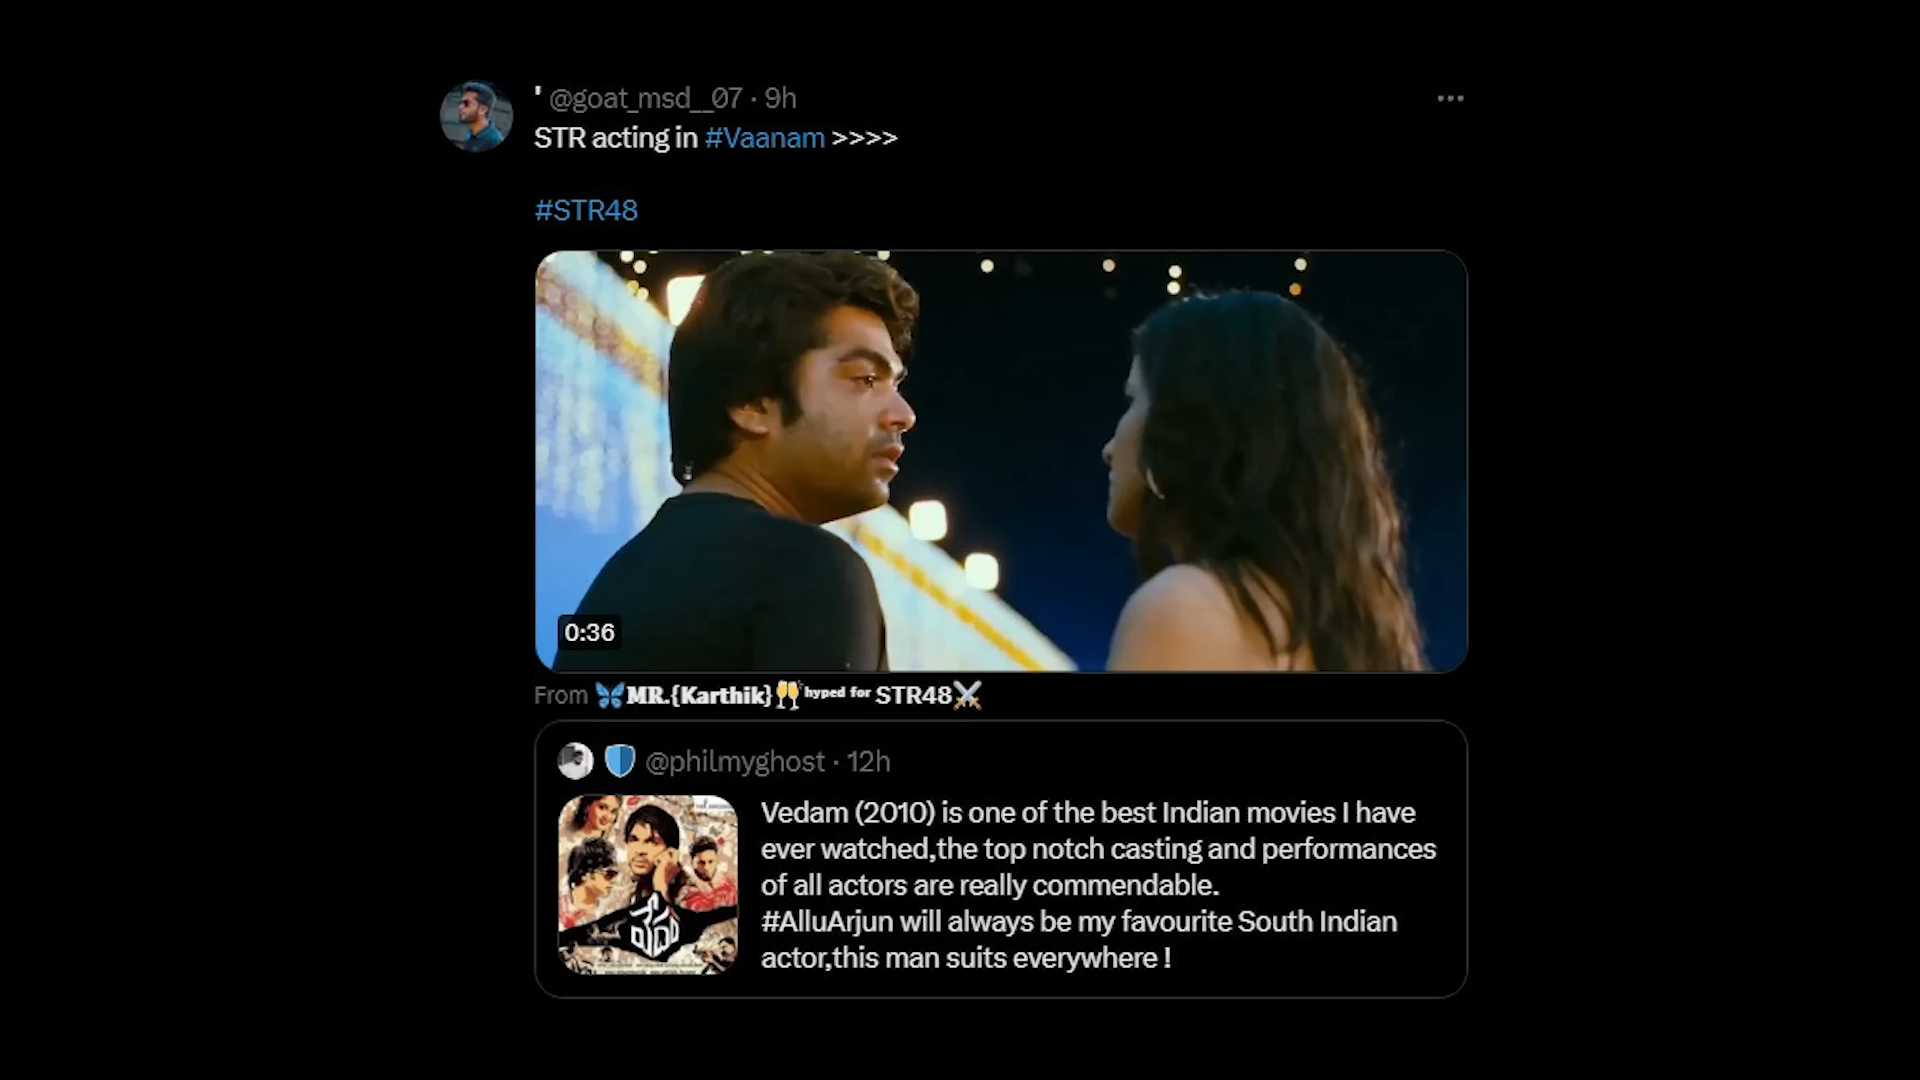 ' @goat_msd__07 · 9h
STR acting in #Vaanam >>>>
#STR48
0:36
From 🦋MR.{Karthik}🥂ʰʸᵖᵉᵈ ᶠᵒʳ STR48⚔️
🛡️ @philmyghost · 12h
Vedam (2010) is one of the best Indian movies I have
ever watched,the top notch casting and performances
of all actors are really commendable.
#AlluArjun will always be my favourite South Indian
actor,this man suits everywhere !
వేదం